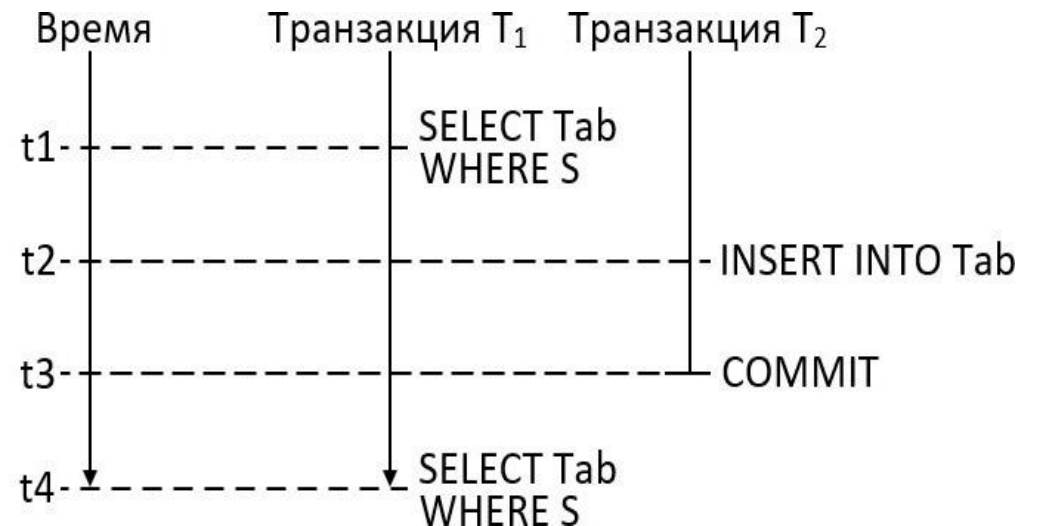 Время Транзакция T₁ Транзакция T₂
t1 SELECT Tab
WHERE S
t2 INSERT INTO Tab
t3 COMMIT
t4 SELECT Tab
WHERE S